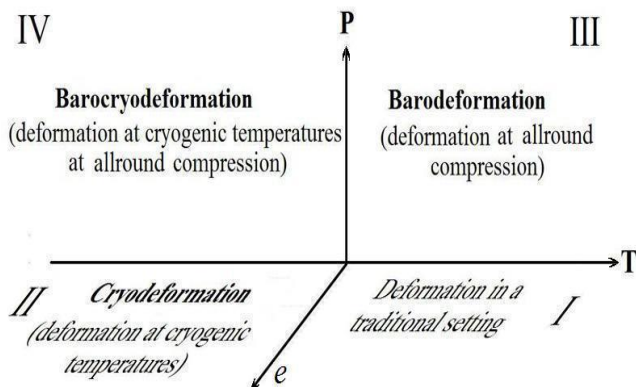 IV
P
III
Barocryodeformation
(deformation at cryogenic temperatures
at allround compression)
Barodeformation
(deformation at allround
compression)
T
II
Cryodeformation
(deformation at cryogenic
temperatures)
e
Deformation in a
traditional setting
I